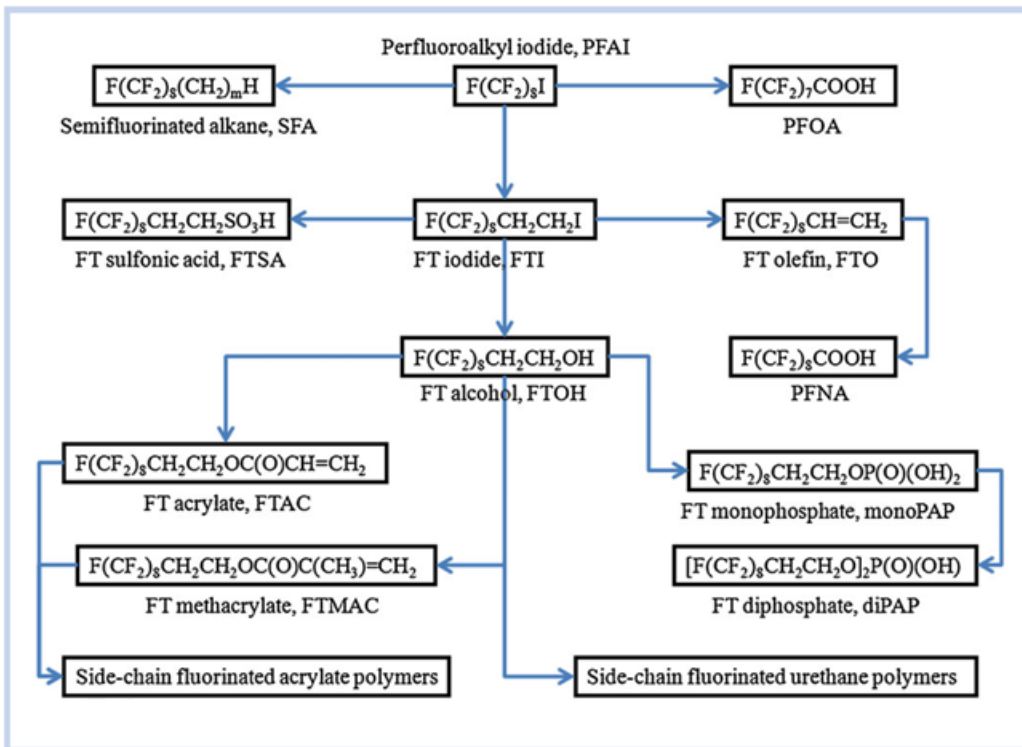 Perfluoroalkyl iodide, PFAI
F(CF₂)₈(CH₂)ₘH
F(CF₂)₈I
F(CF₂)₇COOH
Semifluorinated alkane, SFA
PFOA
F(CF₂)₈CH₂CH₂SO₃H
F(CF₂)₈CH₂CH₂I
F(CF₂)₈CH=CH₂
FT sulfonic acid, FTSA
FT iodide, FTI
FT olefin, FTO
F(CF₂)₈CH₂CH₂OH
F(CF₂)₈COOH
FT alcohol, FTOH
PFNA
F(CF₂)₈CH₂CH₂OC(O)CH=CH₂
F(CF₂)₈CH₂CH₂OP(O)(OH)₂
FT acrylate, FTAC
FT monophosphate, monoPAP
F(CF₂)₈CH₂CH₂OC(O)C(CH₃)=CH₂
[F(CF₂)₈CH₂CH₂O]₂P(O)(OH)
FT methacrylate, FTMAC
FT diphosphate, diPAP
Side-chain fluorinated acrylate polymers
Side-chain fluorinated urethane polymers